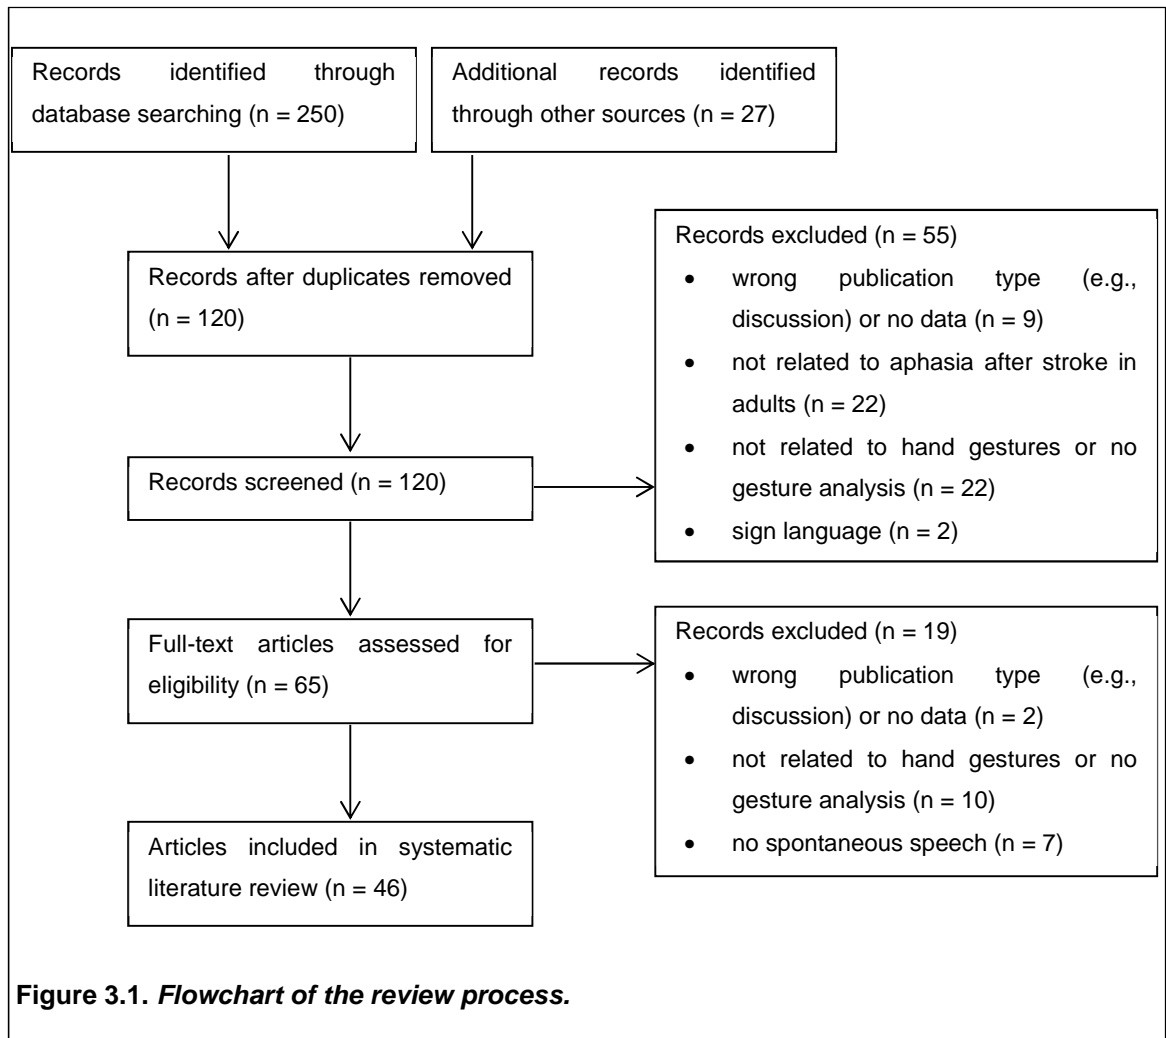 Records identified through
database searching (n = 250)
Additional records identified
through other sources (n = 27)
Records after duplicates removed
(n = 120)
Records screened (n = 120)
Records excluded (n = 55)
• wrong publication type (e.g.,
discussion) or no data (n = 9)
• not related to aphasia after stroke in
adults (n = 22)
• not related to hand gestures or no
gesture analysis (n = 22)
• sign language (n = 2)
Full-text articles assessed for
eligibility (n = 65)
Records excluded (n = 19)
• wrong publication type (e.g.,
discussion) or no data (n = 2)
• not related to hand gestures or no
gesture analysis (n = 10)
• no spontaneous speech (n = 7)
Articles included in systematic
literature review (n = 46)
Figure 3.1. Flowchart of the review process.